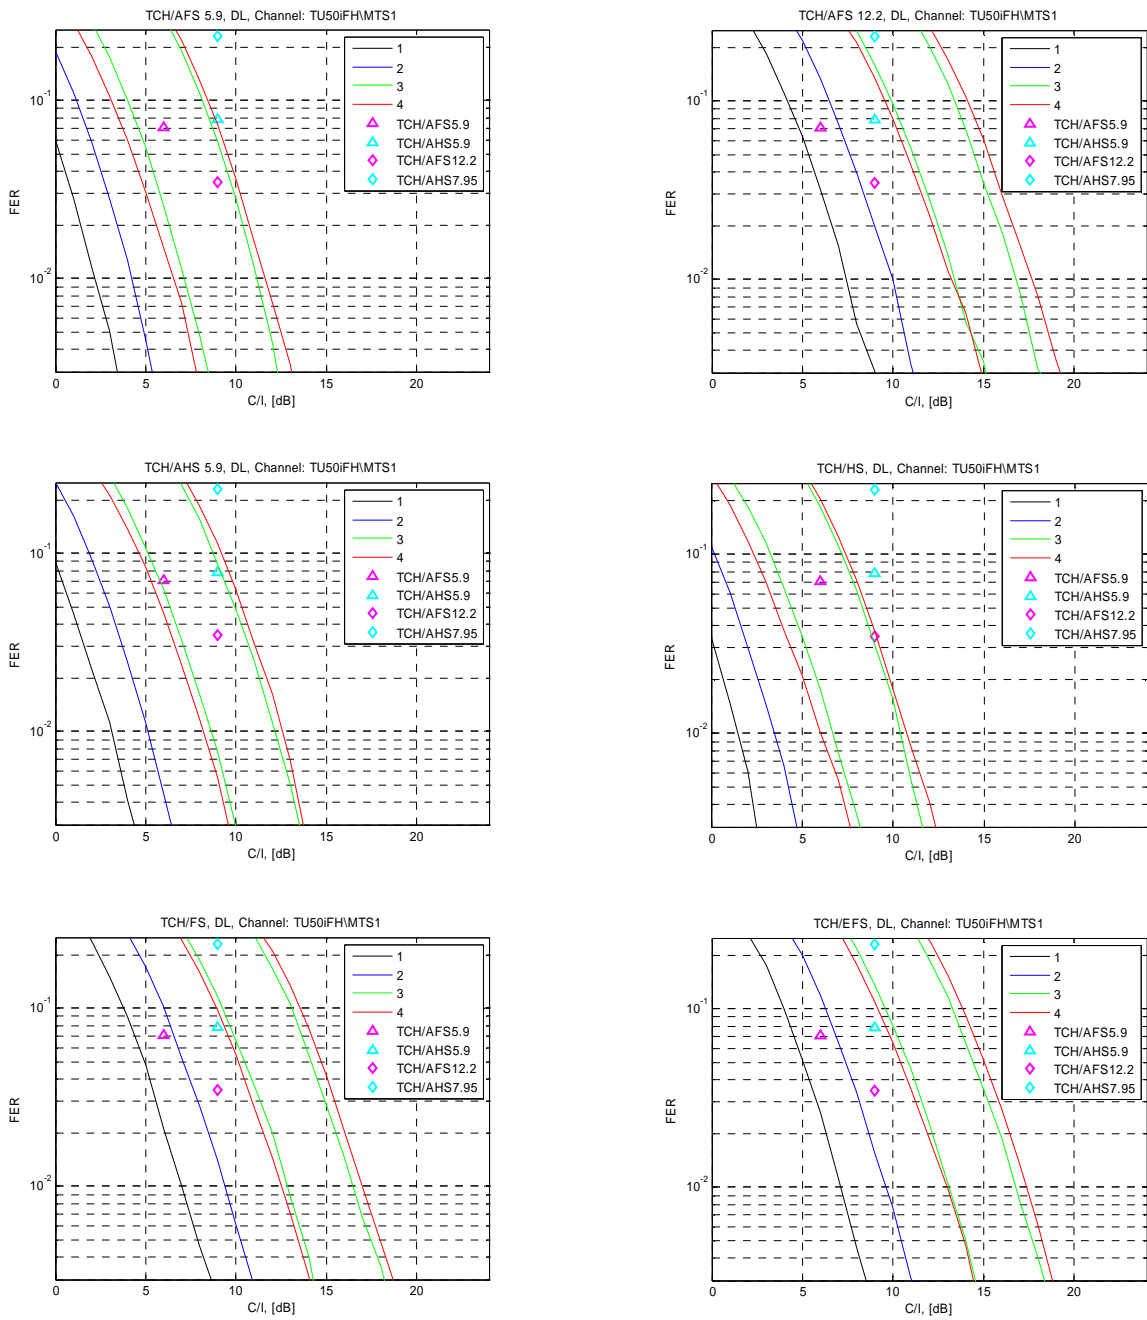 TCH/AFS 5.9, DL, Channel: TU50iFH\MTS1
FER
10^-1
10^-2
0 5 10 15 20
C/I, [dB]
1
2
3
4
TCH/AFS5.9
TCH/AHS5.9
TCH/AFS12.2
TCH/AHS7.95
TCH/AFS 12.2, DL, Channel: TU50iFH\MTS1
FER
10^-1
10^-2
0 5 10 15 20
C/I, [dB]
1
2
3
4
TCH/AFS5.9
TCH/AHS5.9
TCH/AFS12.2
TCH/AHS7.95
TCH/AHS 5.9, DL, Channel: TU50iFH\MTS1
FER
10^-1
10^-2
0 5 10 15 20
C/I, [dB]
1
2
3
4
TCH/AFS5.9
TCH/AHS5.9
TCH/AFS12.2
TCH/AHS7.95
TCH/HS, DL, Channel: TU50iFH\MTS1
FER
10^-1
10^-2
0 5 10 15 20
C/I, [dB]
1
2
3
4
TCH/AFS5.9
TCH/AHS5.9
TCH/AFS12.2
TCH/AHS7.95
TCH/FS, DL, Channel: TU50iFH\MTS1
FER
10^-1
10^-2
0 5 10 15 20
C/I, [dB]
1
2
3
4
TCH/AFS5.9
TCH/AHS5.9
TCH/AFS12.2
TCH/AHS7.95
TCH/EFS, DL, Channel: TU50iFH\MTS1
FER
10^-1
10^-2
0 5 10 15 20
C/I, [dB]
1
2
3
4
TCH/AFS5.9
TCH/AHS5.9
TCH/AFS12.2
TCH/AHS7.95